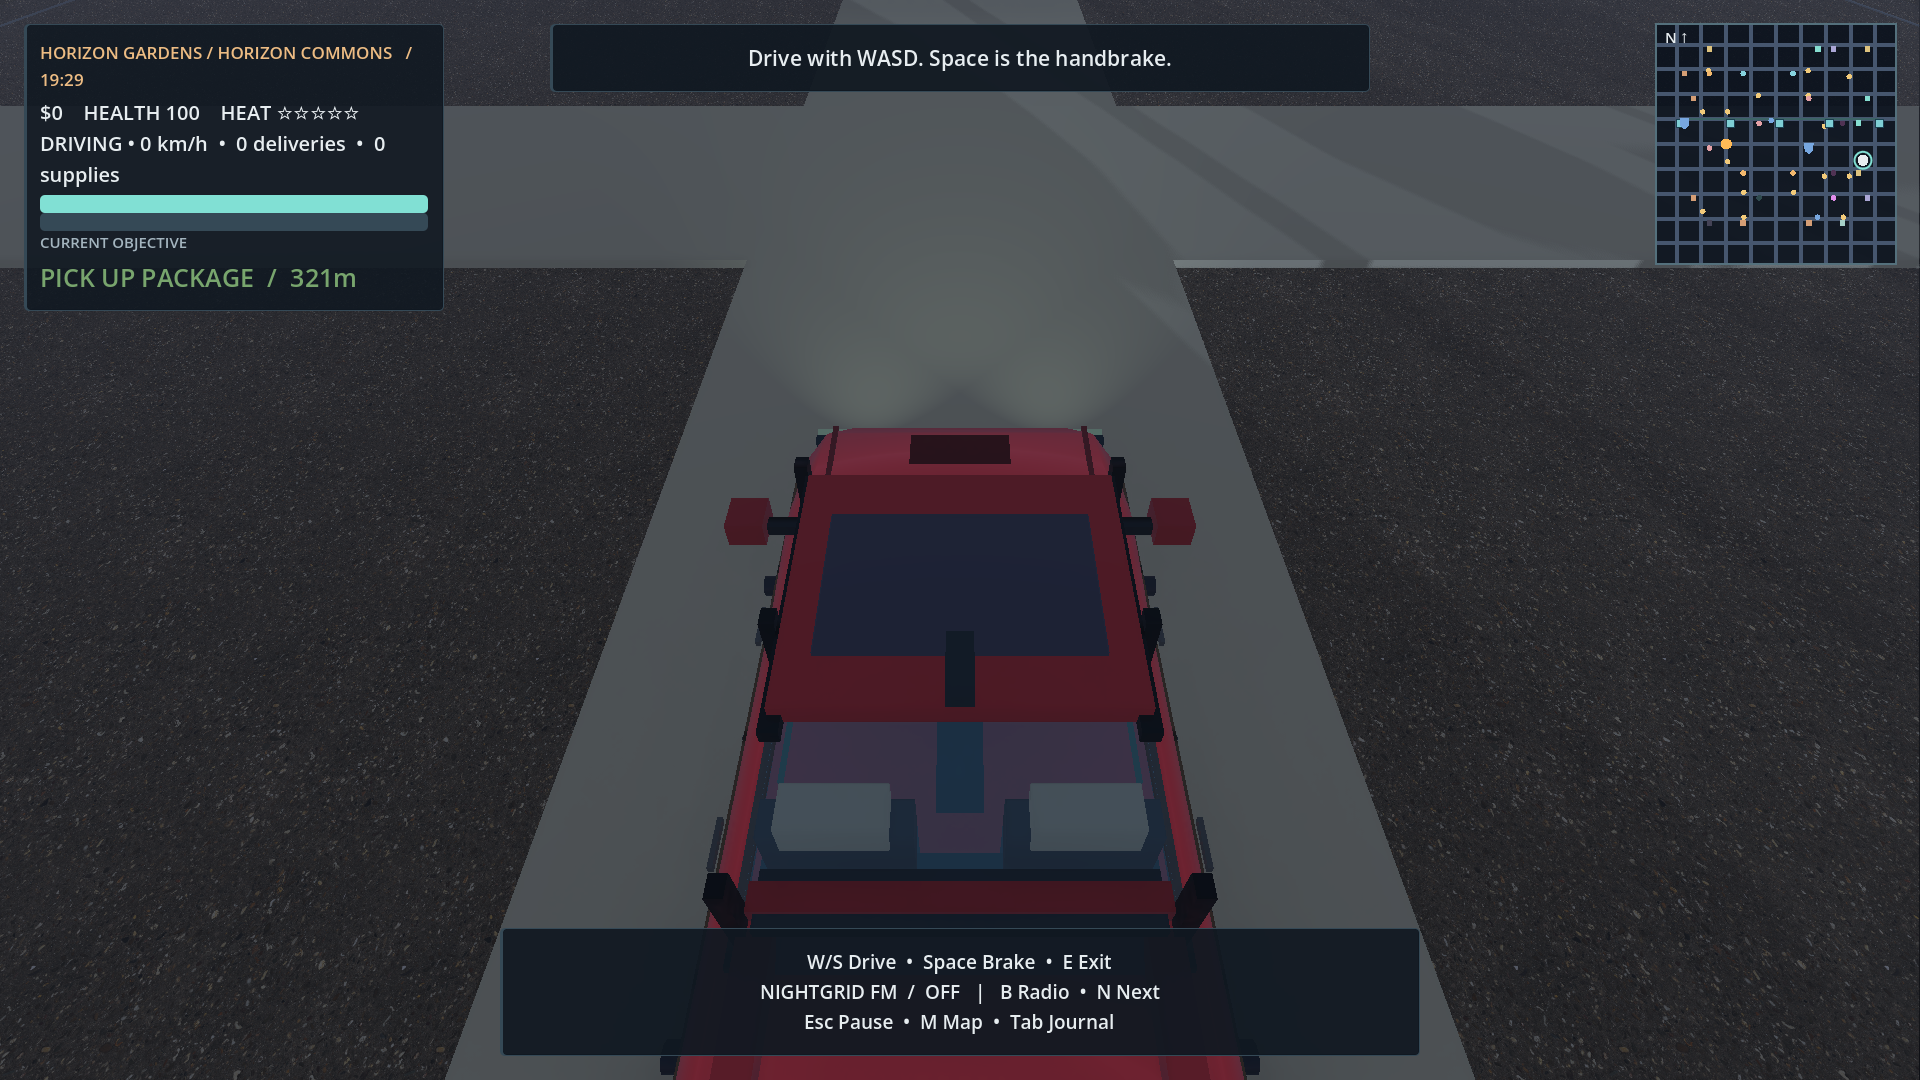 HORIZON GARDENS / HORIZON COMMONS /
19:29
$0 HEALTH 100 HEAT ☆☆☆☆☆
DRIVING • 0 km/h • 0 deliveries • 0
supplies
CURRENT OBJECTIVE
PICK UP PACKAGE / 321m
Drive with WASD. Space is the handbrake.
N ↑
W/S Drive • Space Brake • E Exit
NIGHTGRID FM / OFF | B Radio • N Next
Esc Pause • M Map • Tab Journal